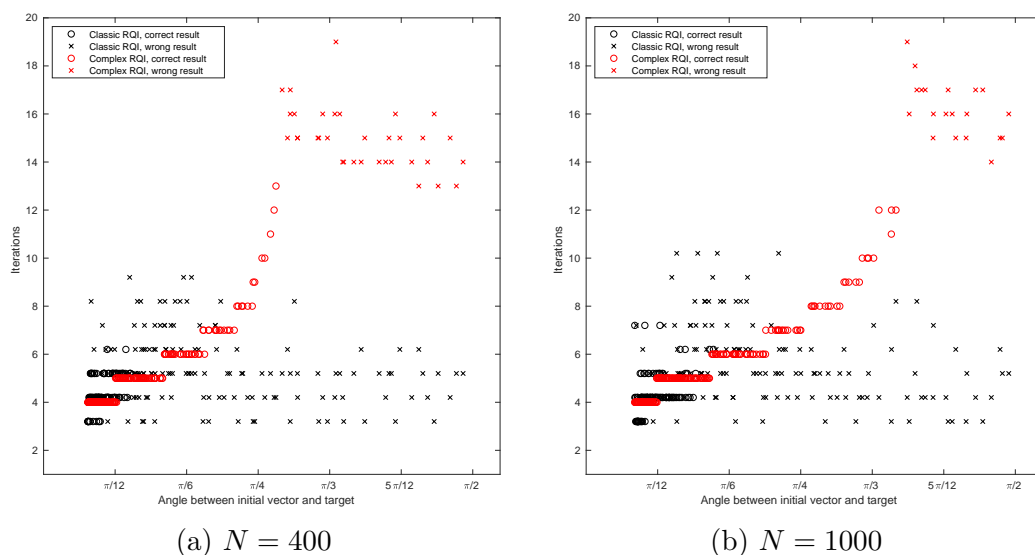 20
18
16
14
12
10
8
6
4
2
Iterations
Classic RQI, correct result
Classic RQI, wrong result
Complex RQI, correct result
Complex RQI, wrong result
π/12 π/6 π/4 π/3 5π/12 π/2
Angle between initial vector and target
(a) N = 400
20
18
16
14
12
10
8
6
4
2
Iterations
Classic RQI, correct result
Classic RQI, wrong result
Complex RQI, correct result
Complex RQI, wrong result
π/12 π/6 π/4 π/3 5π/12 π/2
Angle between initial vector and target
(b) N = 1000